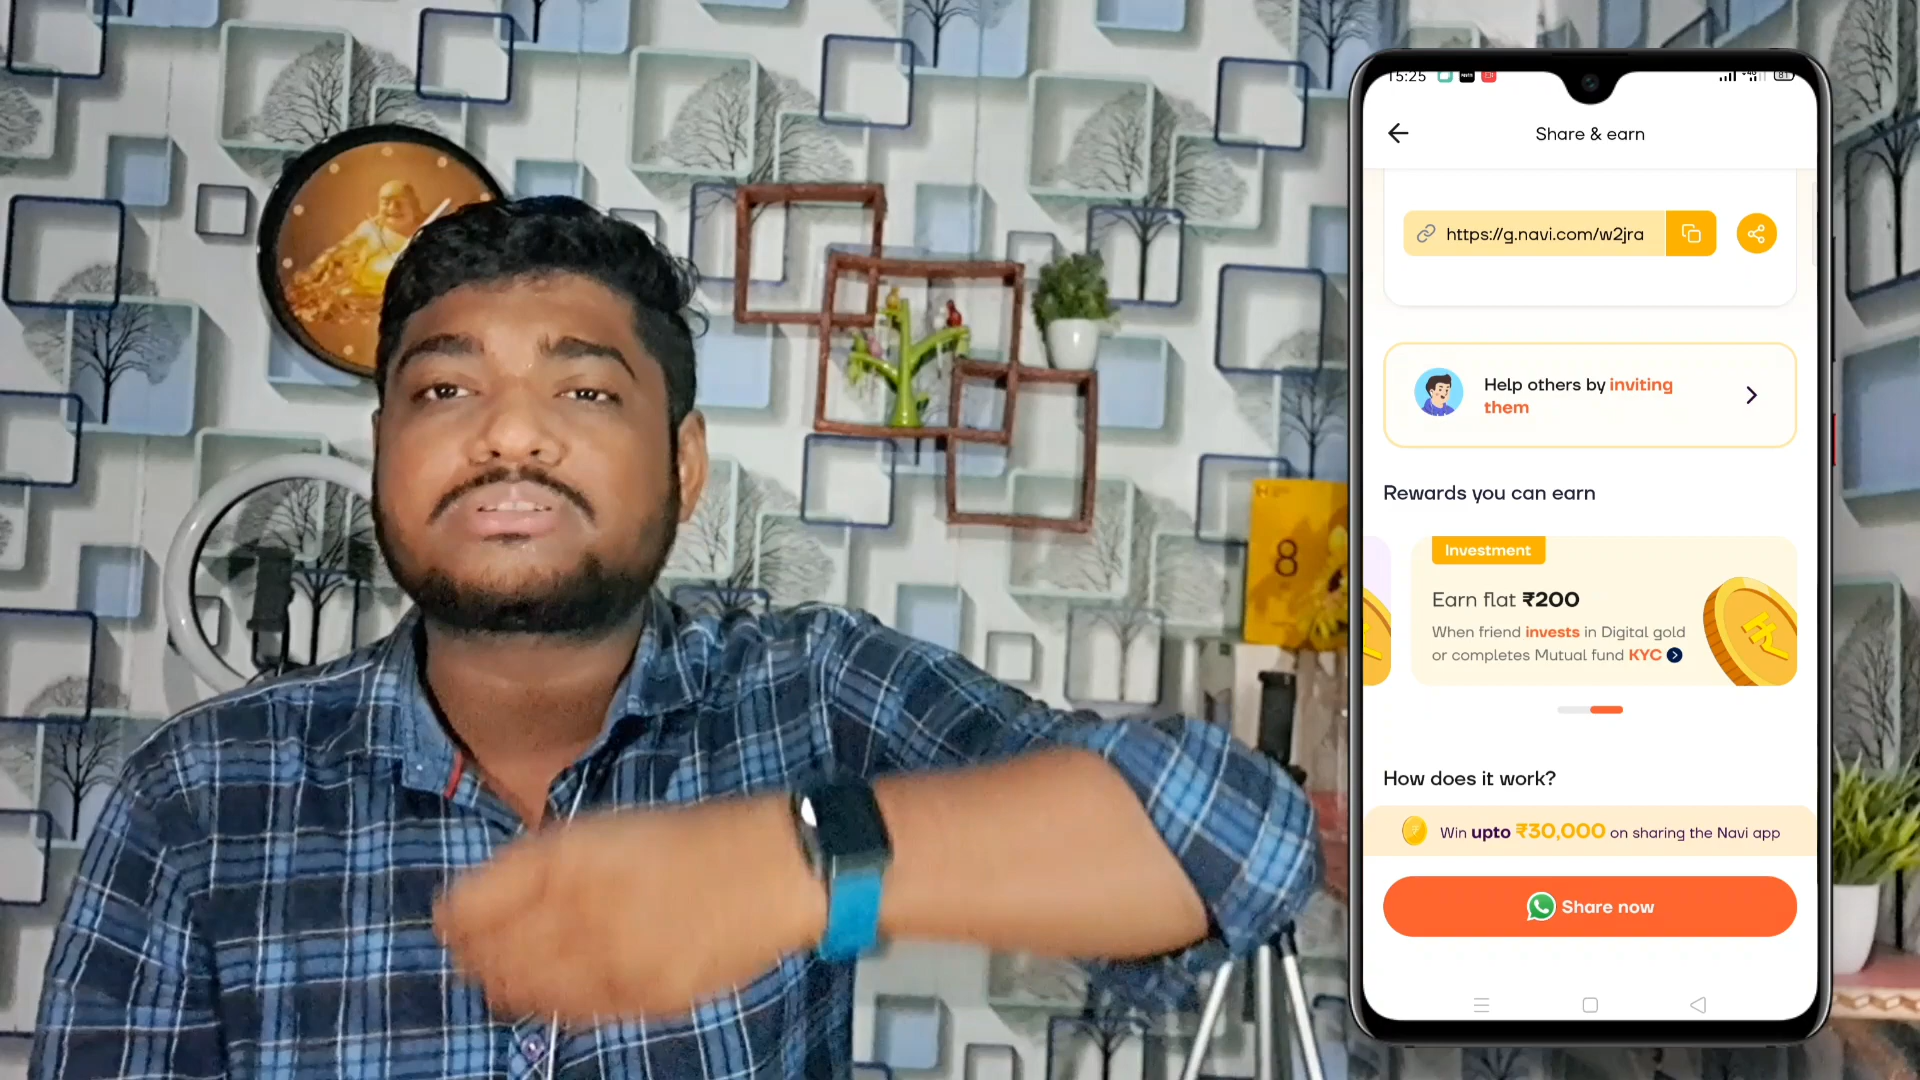 15:25
81
Share & earn
https://g.navi.com/w2jra
Help others by inviting
them
Rewards you can earn
Investment
Earn flat ₹200
When friend invests in Digital gold
or completes Mutual fund KYC
How does it work?
Win upto ₹30,000 on sharing the Navi app
Share now
8